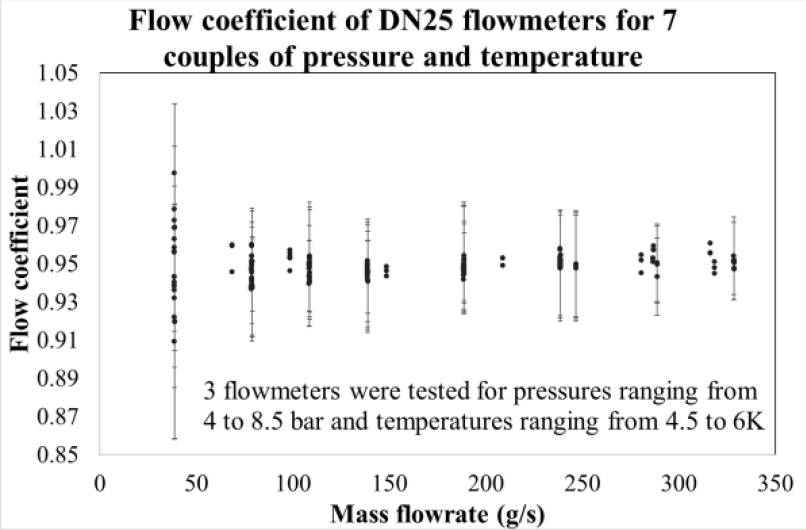 Flow coefficient of DN25 flowmeters for 7
couples of pressure and temperature
1.05
1.03
1.01
0.99
0.97
0.95
0.93
0.91
0.89
0.87
0.85
Flow coefficient
3 flowmeters were tested for pressures ranging from
4 to 8.5 bar and temperatures ranging from 4.5 to 6K
0 50 100 150 200 250 300 350
Mass flowrate (g/s)